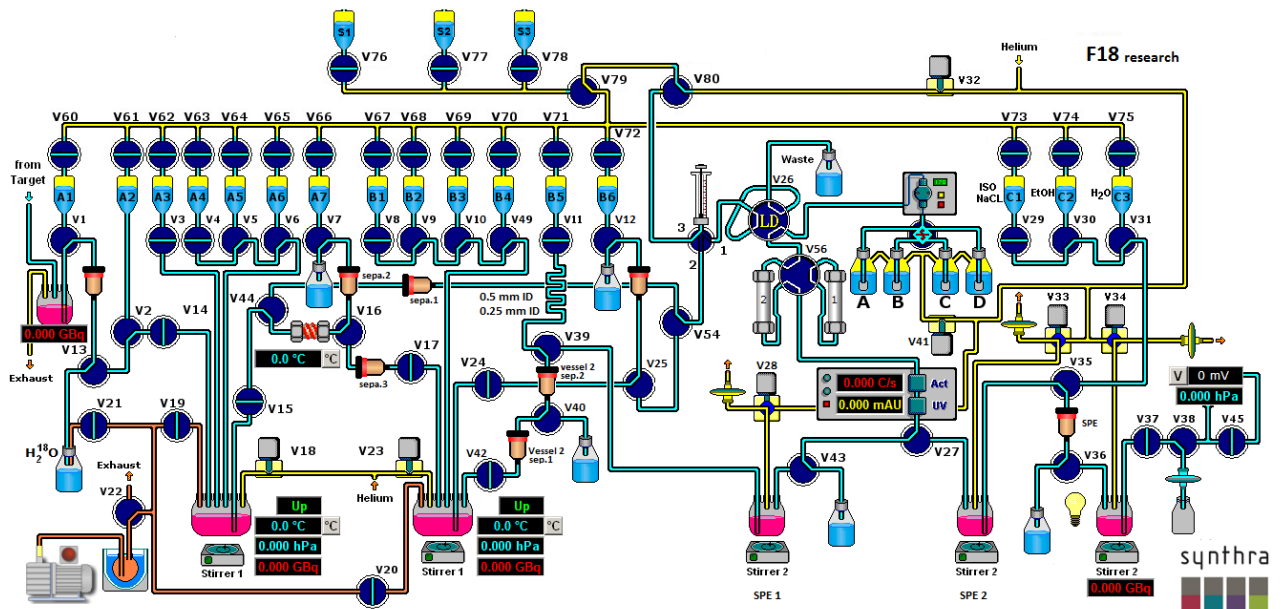 S1
S2
S3
Helium
F18 research
V76
V77
V78
V79
V80
V32
V60
V61
V62
V63
V64
V65
V66
V67
V68
V69
V70
V71
V72
V73
V74
V75
from
Target
Waste
V26
A1
A2
A3
A4
A5
A6
A7
B1
B2
B3
B4
B5
B6
ISO
NaCL
C1
EtOH
C2
H2O
C3
V1
V3
V4
V5
V6
V7
V8
V9
V10
V49
V11
V12
3
1
2
JLD
V29
V30
V31
V56
sepa.2
sepa.1
0.5 mm ID
0.25 mm ID
2
1
A
B
C
D
0.000 GBq
V2
V14
V44
V16
V54
V41
V33
V34
0.0 °C
°C
V13
V17
sepa.3
V24
V39
vessel 2
sep.2
V25
V28
0.000 C/s
Act
0.000 mAU
UV
V35
V
0 mV
0.000 hPa
Exhaust
V21
V19
V15
V40
SPE
V37
V38
V45
H2 18O
Exhaust
V18
V23
Vessel 2
sep.1
V42
V43
V27
V36
V22
Helium
Up
0.0 °C
°C
0.000 hPa
0.000 GBq
Up
0.0 °C
°C
0.000 hPa
0.000 GBq
Stirrer 1
V20
Stirrer 1
Stirrer 2
Stirrer 2
Stirrer 2
SPE 1
SPE 2
0.000 GBq
synthra